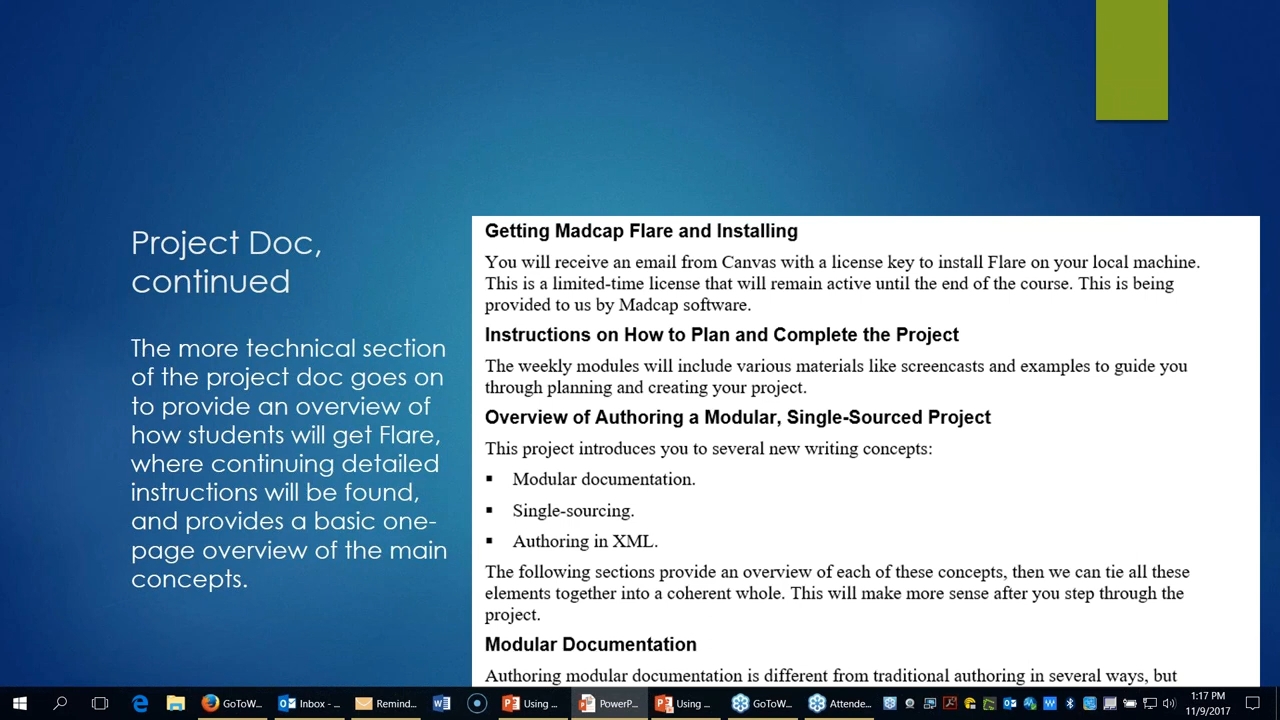 Project Doc,
continued
The more technical section
of the project doc goes on
to provide an overview of
how students will get Flare,
where continuing detailed
instructions will be found,
and provides a basic one-
page overview of the main
concepts.
Getting Madcap Flare and Installing
You will receive an email from Canvas with a license key to install Flare on your local machine.
This is a limited-time license that will remain active until the end of the course. This is being
provided to us by Madcap software.
Instructions on How to Plan and Complete the Project
The weekly modules will include various materials like screencasts and examples to guide you
through planning and creating your project.
Overview of Authoring a Modular, Single-Sourced Project
This project introduces you to several new writing concepts:
▪ Modular documentation.
▪ Single-sourcing.
▪ Authoring in XML.
The following sections provide an overview of each of these concepts, then we can tie all these
elements together into a coherent whole. This will make more sense after you step through the
project.
Modular Documentation
Authoring modular documentation is different from traditional authoring in several ways, but
GoToW... Inbox - ... Remind... Using ... PowerP... Using ... GoToW... Attende... 1:17 PM
11/9/2017